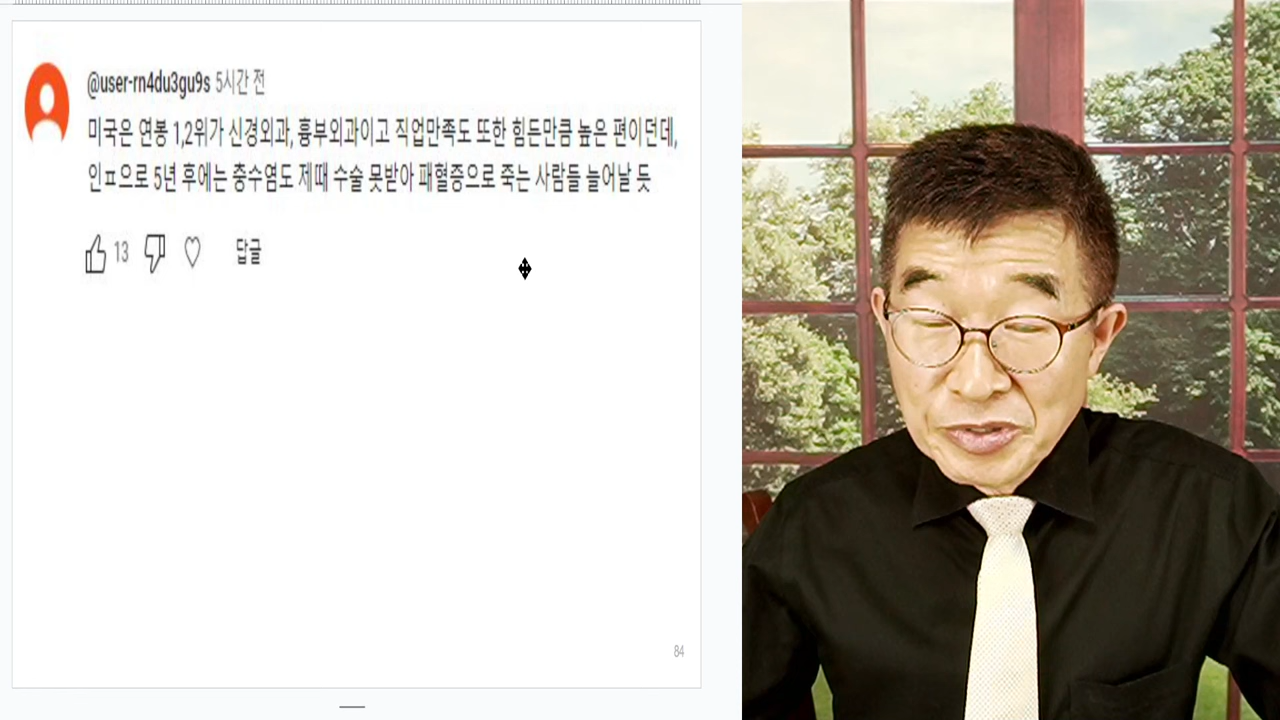 @user-rn4du3gu9s 5시간 전
미국은 연봉 1,2위가 신경외과, 흉부외과이고 직업만족도 또한 힘든만큼 높은 편이던데,
인ㅍ으로 5년 후에는 충수염도 제때 수술 못받아 패혈증으로 죽는 사람들 늘어날 듯
13 답글
84